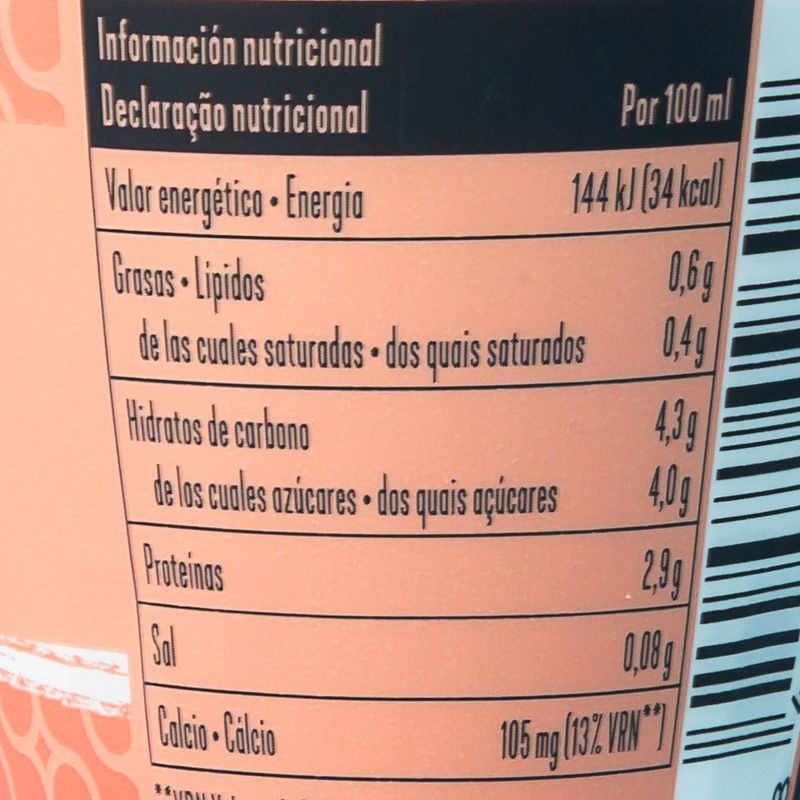 Información nutricional
Declaração nutricional Por 100 ml
Valor energético • Energia 144 kJ (34 kcal)
Grasas • Lípidos 0,6 g
de las cuales saturadas • dos quais saturados 0,4 g
Hidratos de carbono 4,3 g
de los cuales azúcares • dos quais açúcares 4,0 g
Proteínas 2,9 g
Sal 0,08 g
Calcio • Cálcio 105 mg (13% VRN**)